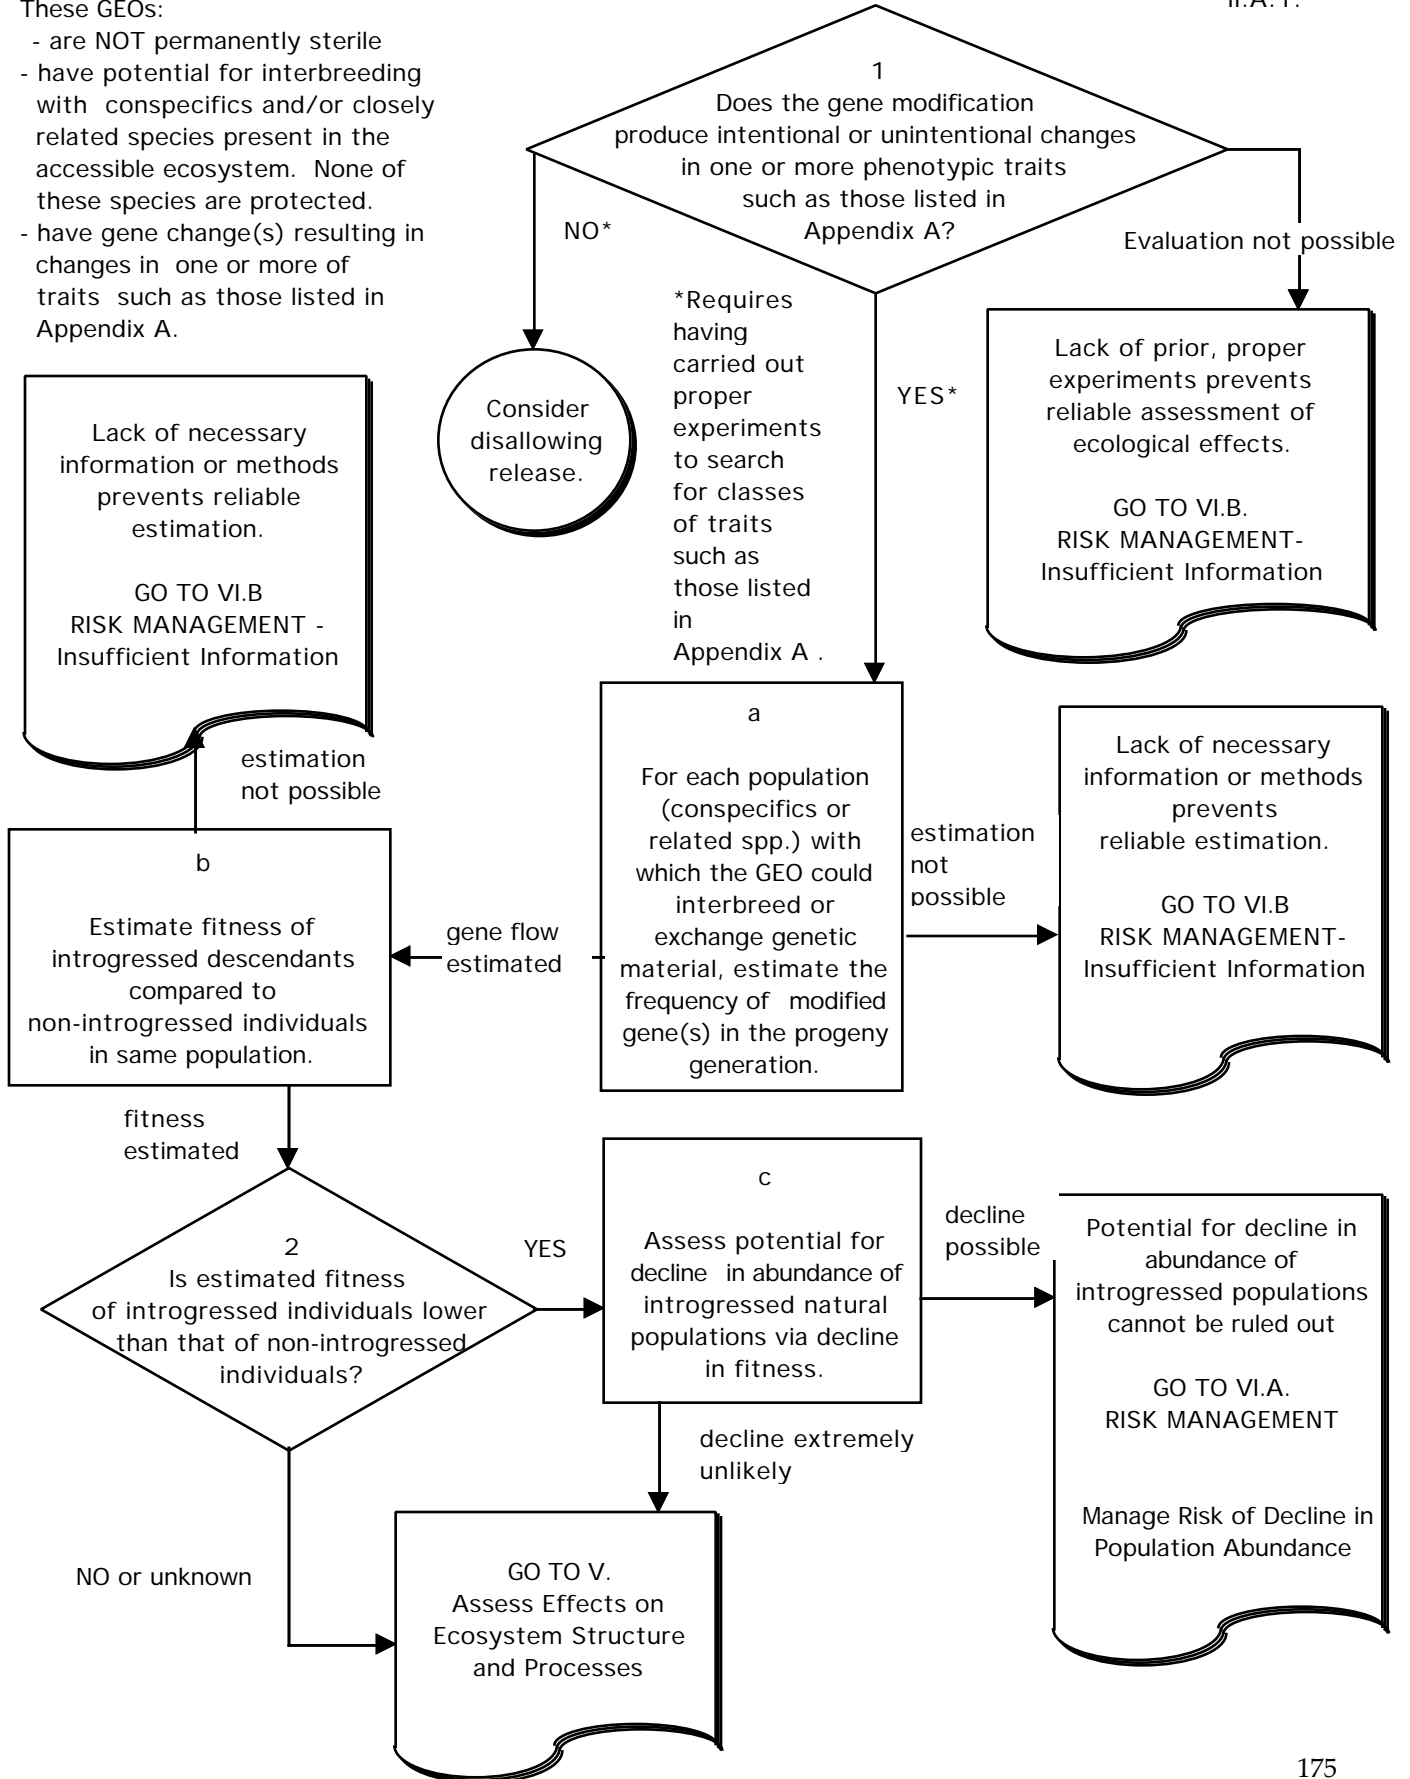 These GEOs:
II.A.1.
- are NOT permanently sterile
- have potential for interbreeding
with conspecifics and/or closely
related species present in the
accessible ecosystem. None of
these species are protected.
- have gene change(s) resulting in
changes in one or more of
traits such as those listed in
Appendix A.
1
Does the gene modification
produce intentional or unintentional changes
in one or more phenotypic traits
such as those listed in
Appendix A?
NO*
Evaluation not possible
*Requires
having
carried out
proper
experiments
to search
for classes
of traits
such as
those listed
in
Appendix A .
YES*
Consider
disallowing
release.
Lack of prior, proper
experiments prevents
reliable assessment of
ecological effects.
GO TO VI.B.
RISK MANAGEMENT-
Insufficient Information
Lack of necessary
information or methods
prevents reliable
estimation.
GO TO VI.B
RISK MANAGEMENT -
Insufficient Information
estimation
not possible
a
For each population
(conspecifics or
related spp.) with
which the GEO could
interbreed or
exchange genetic
material, estimate the
frequency of modified
gene(s) in the progeny
generation.
estimation
not
possible
Lack of necessary
information or methods
prevents
reliable estimation.
GO TO VI.B
RISK MANAGEMENT-
Insufficient Information
gene flow
estimated
b
Estimate fitness of
introgressed descendants
compared to
non-introgressed individuals
in same population.
fitness
estimated
2
Is estimated fitness
of introgressed individuals lower
than that of non-introgressed
individuals?
YES
c
Assess potential for
decline in abundance of
introgressed natural
populations via decline
in fitness.
decline
possible
Potential for decline in
abundance of
introgressed populations
cannot be ruled out
GO TO VI.A.
RISK MANAGEMENT
Manage Risk of Decline in
Population Abundance
decline extremely
unlikely
NO or unknown
GO TO V.
Assess Effects on
Ecosystem Structure
and Processes
175